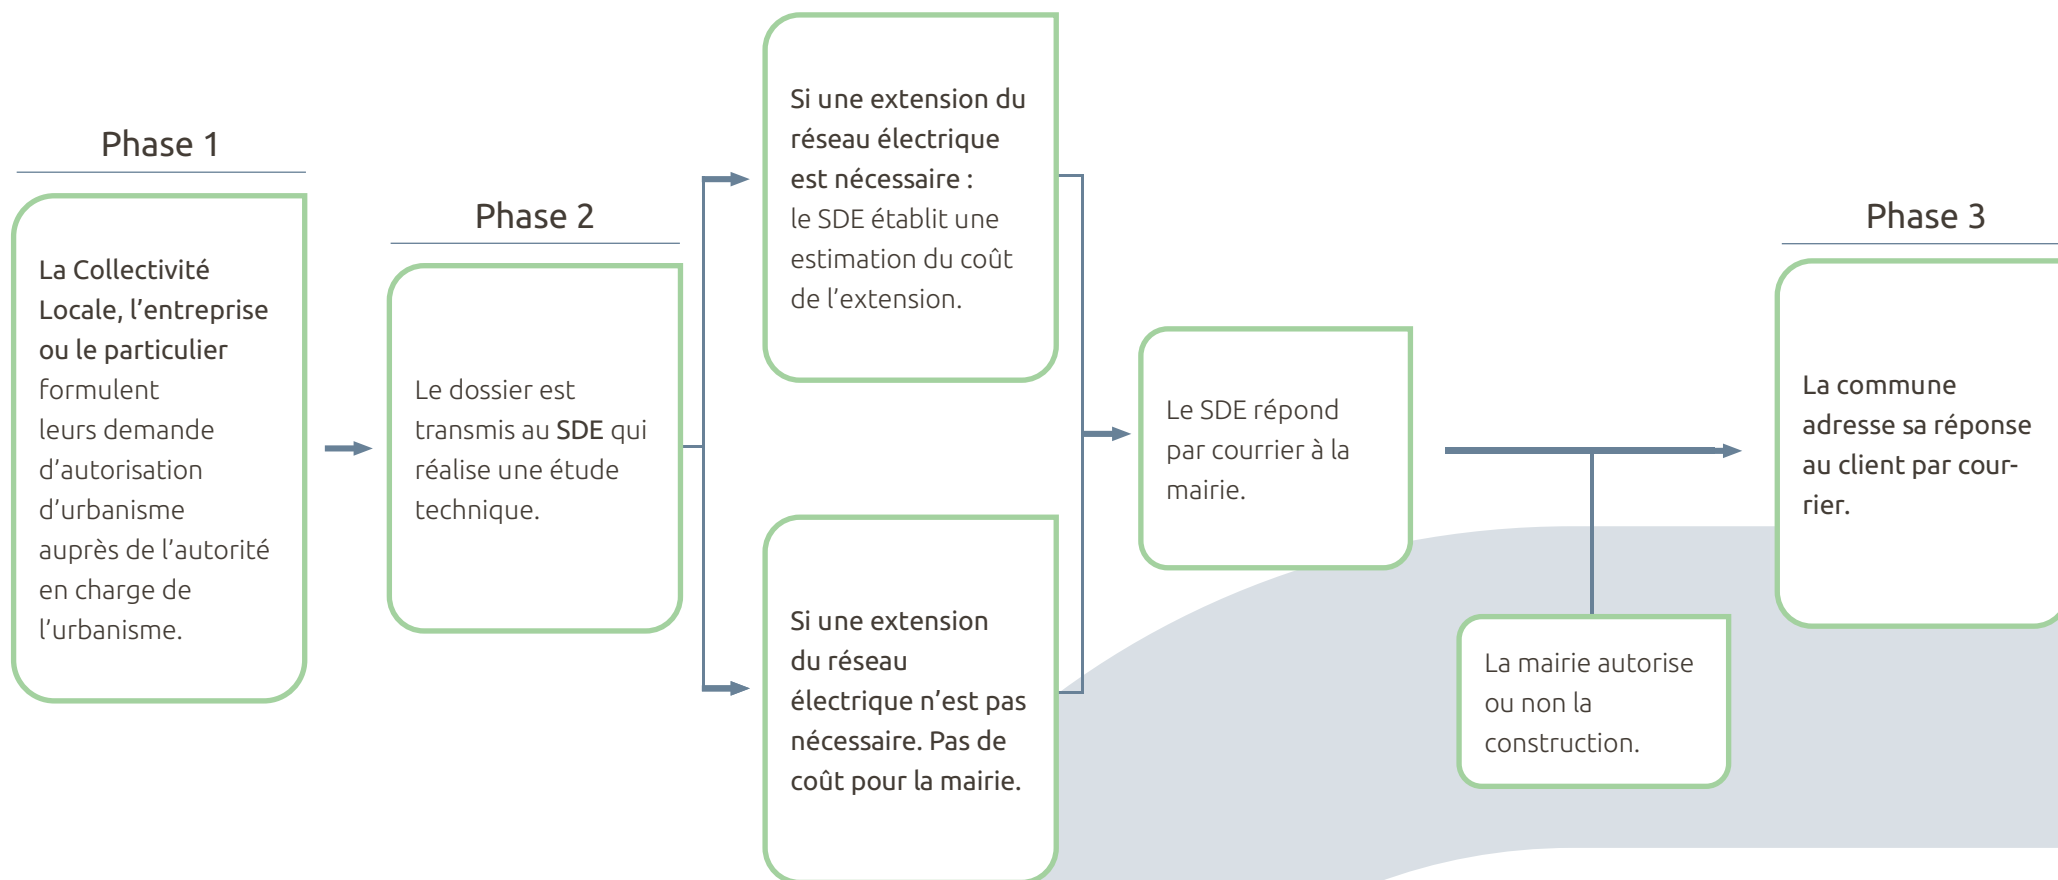 Phase 1
La Collectivité
Locale, l’entreprise
ou le particulier
formulent
leurs demande
d’autorisation
d’urbanisme
auprès de l’autorité
en charge de
l’urbanisme.
Phase 2
Le dossier est
transmis au SDE qui
réalise une étude
technique.
Si une extension du
réseau électrique
est nécessaire :
le SDE établit une
estimation du coût
de l’extension.
Si une extension
du réseau
électrique n’est pas
nécessaire. Pas de
coût pour la mairie.
Le SDE répond
par courrier à la
mairie.
La mairie autorise
ou non la
construction.
Phase 3
La commune
adresse sa réponse
au client par cour-
rier.